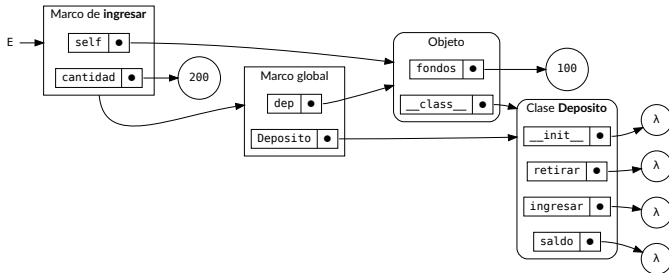 Marco de ingresar
E
self
cantidad
200
Marco global
dep
Deposito
Objeto
fondos
100
__class__
Clase Deposito
__init__
λ
retirar
λ
ingresar
λ
saldo
λ